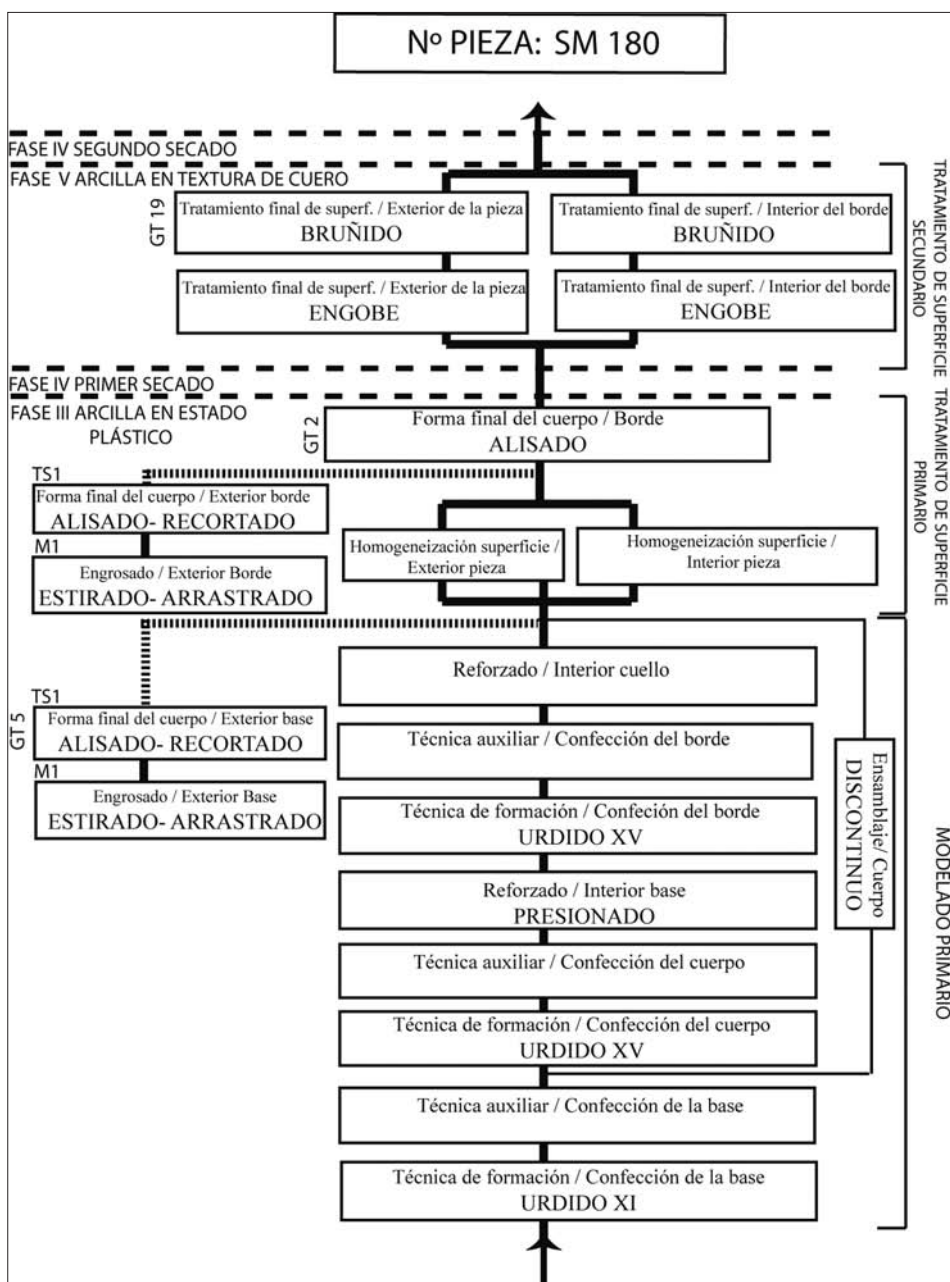 Nº PIEZA: SM 180
FASE IV SEGUNDO SECADO
FASE V ARCILLA EN TEXTURA DE CUERO
GT 19
Tratamiento final de superf. / Exterior de la pieza
BRUÑIDO
Tratamiento final de superf. / Interior del borde
BRUÑIDO
Tratamiento final de superf. / Exterior de la pieza
ENGOBE
Tratamiento final de superf. / Interior del borde
ENGOBE
TRATAMIENTO DE SUPERFICIE
SECUNDARIO
FASE IV PRIMER SECADO
FASE III ARCILLA EN ESTADO
PLÁSTICO
GT 2
Forma final del cuerpo / Borde
ALISADO
TS1
Forma final del cuerpo / Exterior borde
ALISADO- RECORTADO
M1
Engrosado / Exterior Borde
ESTIRADO- ARRASTRADO
Homogeneización superficie /
Exterior pieza
Homogeneización superficie /
Interior pieza
TRATAMIENTO DE SUPERFICIE
PRIMARIO
Reforzado / Interior cuello
GT 5
TS1
Forma final del cuerpo / Exterior base
ALISADO- RECORTADO
M1
Engrosado / Exterior Base
ESTIRADO- ARRASTRADO
Técnica auxiliar / Confección del borde
Técnica de formación / Confeción del borde
URDIDO XV
Reforzado / Interior base
PRESIONADO
Técnica auxiliar / Confección del cuerpo
Técnica de formación / Confección del cuerpo
URDIDO XV
Ensamblaje/ Cuerpo
DISCONTINUO
Técnica auxiliar / Confección de la base
Técnica de formación / Confección de la base
URDIDO XI
MODELADO PRIMARIO